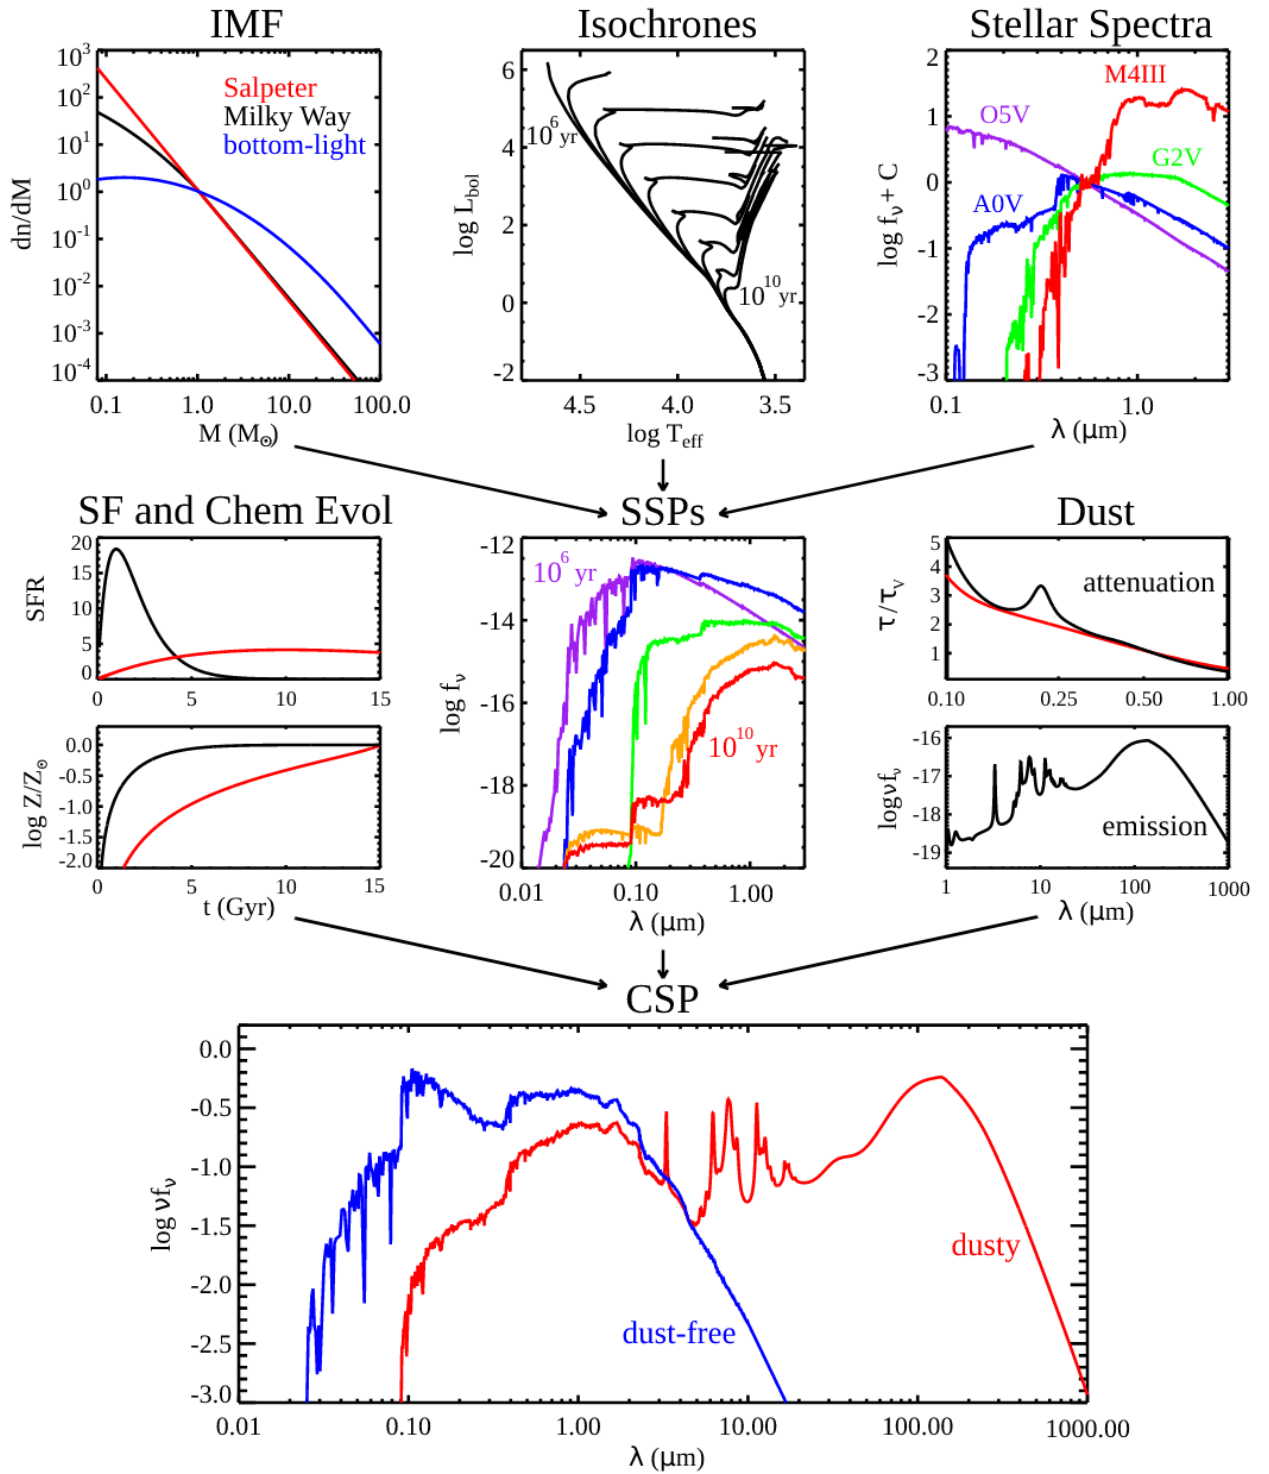 IMF
Isochrones
Stellar Spectra
10³
10²
10¹
10⁰
10⁻¹
10⁻²
10⁻³
10⁻⁴
dn/dM
Salpeter
Milky Way
bottom-light
0.1 1.0 10.0 100.0
M (M☉)
6
4
2
0
-2
log L_bol
10⁶ yr
10¹⁰ yr
4.5 4.0 3.5
log T_eff
2
1
0
-1
-2
-3
log f_ν + C
M4III
O5V
G2V
A0V
0.1 1.0
λ (μm)
SF and Chem Evol
SSPs
Dust
20
15
10
5
0
SFR
0 5 10 15
0.0
-0.5
-1.0
-1.5
-2.0
log Z/Z☉
0 5 10 15
t (Gyr)
-12
-14
-16
-18
-20
log f_ν
10⁶ yr
10¹⁰ yr
0.01 0.10 1.00
λ (μm)
5
4
3
2
1
τ/τ_V
attenuation
0.10 0.25 0.50 1.00
-16
-17
-18
-19
logνf_ν
emission
1 10 100 1000
λ (μm)
CSP
0.0
-0.5
-1.0
-1.5
-2.0
-2.5
-3.0
log νf_ν
dusty
dust-free
0.01 0.10 1.00 10.00 100.00 1000.00
λ (μm)